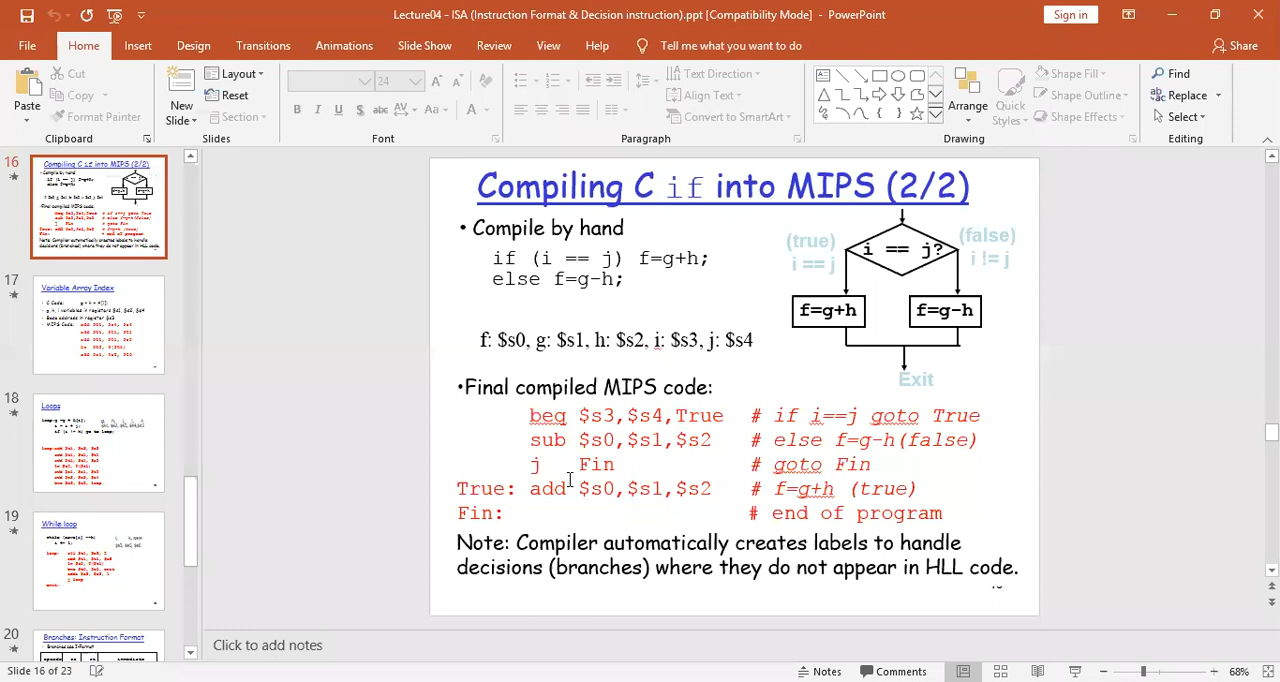 Lecture04 - ISA (Instruction Format & Decision instruction).ppt [Compatibility Mode] - PowerPoint
Sign in
File Home Insert Design Transitions Animations Slide Show Review View Help Tell me what you want to do Share
Paste
Cut
Copy
Format Painter
Clipboard
New Slide
Layout
Reset
Section
Slides
24
Font
Text Direction
Align Text
Convert to SmartArt
Paragraph
Arrange
Quick Styles
Shape Fill
Shape Outline
Shape Effects
Drawing
Find
Replace
Select
Editing
16
Compiling C if into MIPS (2/2)
17
Variable Array Index
18
Loops
19
While loop
20
Branches: Instruction Format
Compiling C if into MIPS (2/2)
• Compile by hand
if (i == j) f=g+h;
else f=g-h;
(true)
i == j
i == j?
(false)
i != j
f=g+h
f=g-h
Exit
f: $s0, g: $s1, h: $s2, i: $s3, j: $s4
•Final compiled MIPS code:
beq $s3,$s4,True # if i==j goto True
sub $s0,$s1,$s2 # else f=g-h(false)
j Fin # goto Fin
True: add $s0,$s1,$s2 # f=g+h (true)
Fin: # end of program
Note: Compiler automatically creates labels to handle
decisions (branches) where they do not appear in HLL code.
Click to add notes
Slide 16 of 23
Notes
Comments
68%